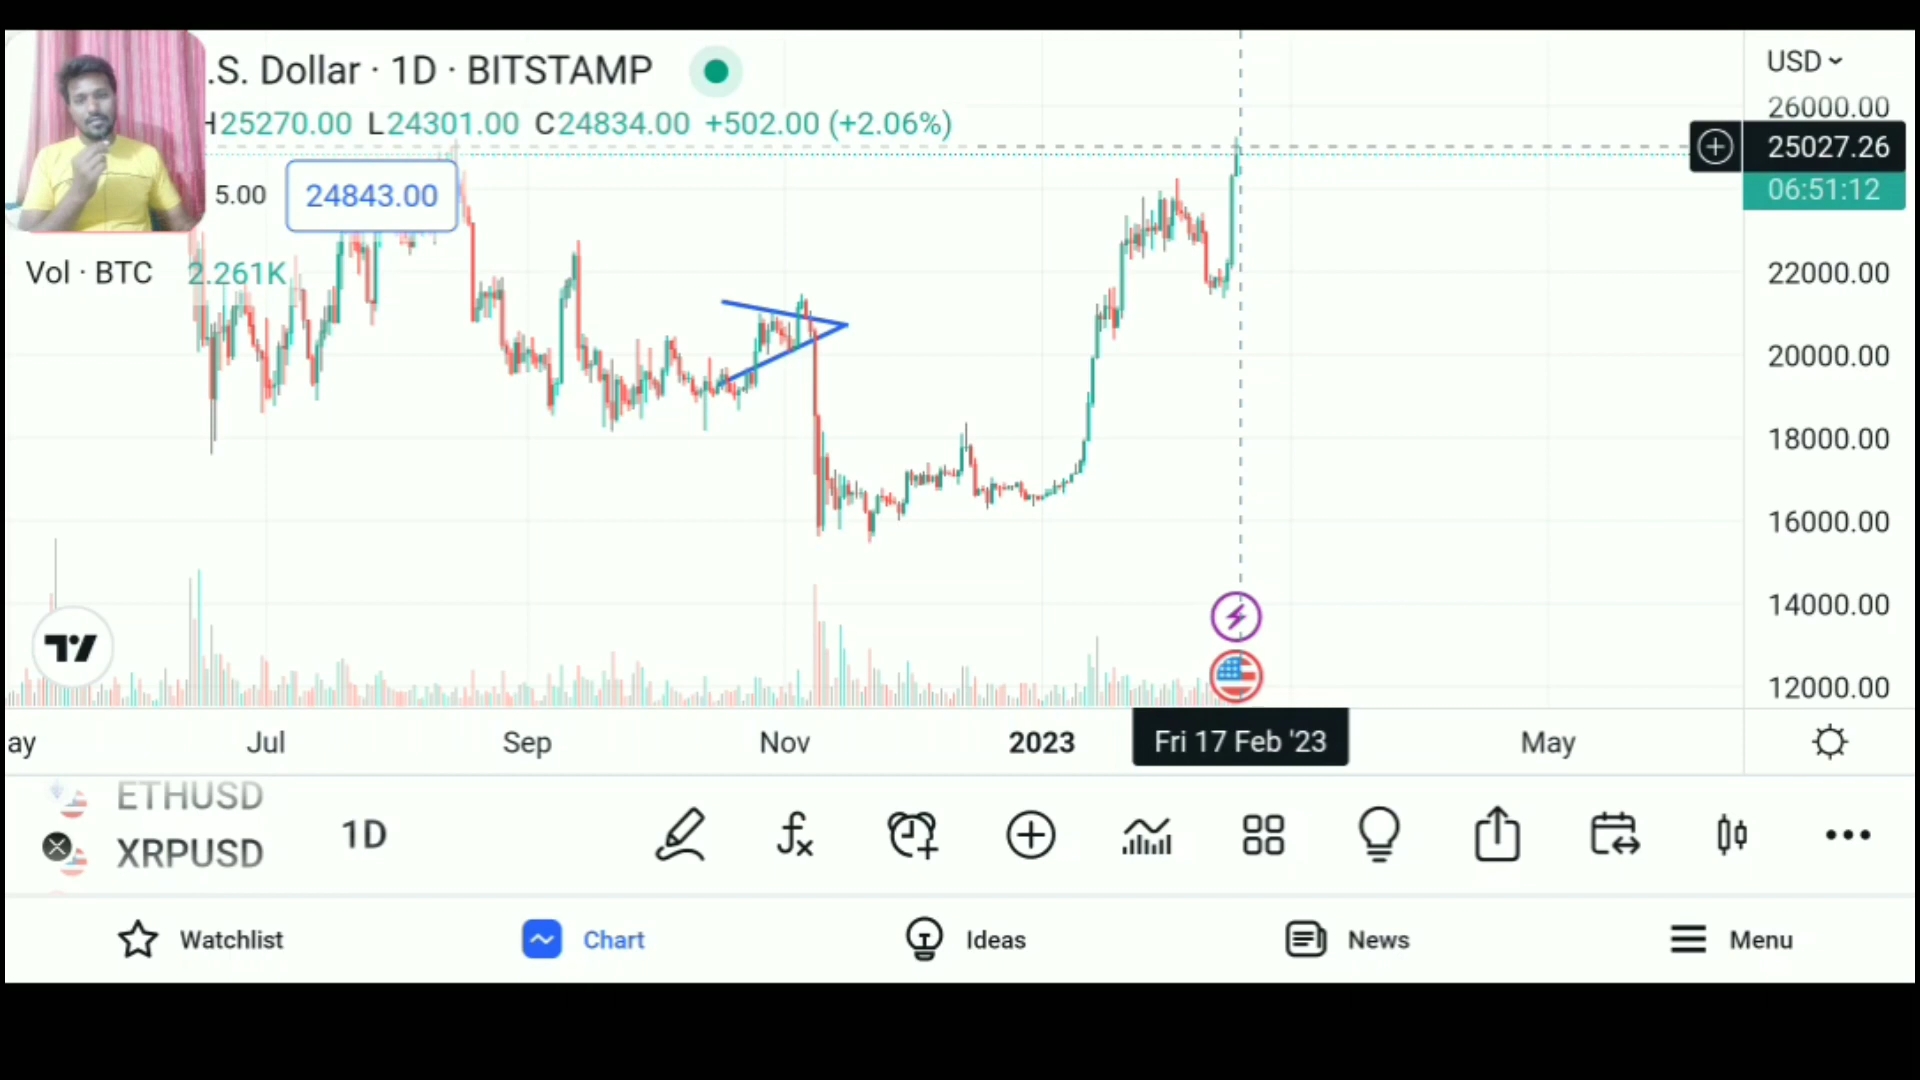 .S. Dollar · 1D · BITSTAMP
H25270.00 L24301.00 C24834.00 +502.00 (+2.06%)
5.00 24843.00
Vol · BTC 2.261K
USD
26000.00
25027.26
06:51:12
22000.00
20000.00
18000.00
16000.00
14000.00
12000.00
ay Jul Sep Nov 2023 Fri 17 Feb '23 May
ETHUSD
XRPUSD
1D
Watchlist Chart Ideas News Menu